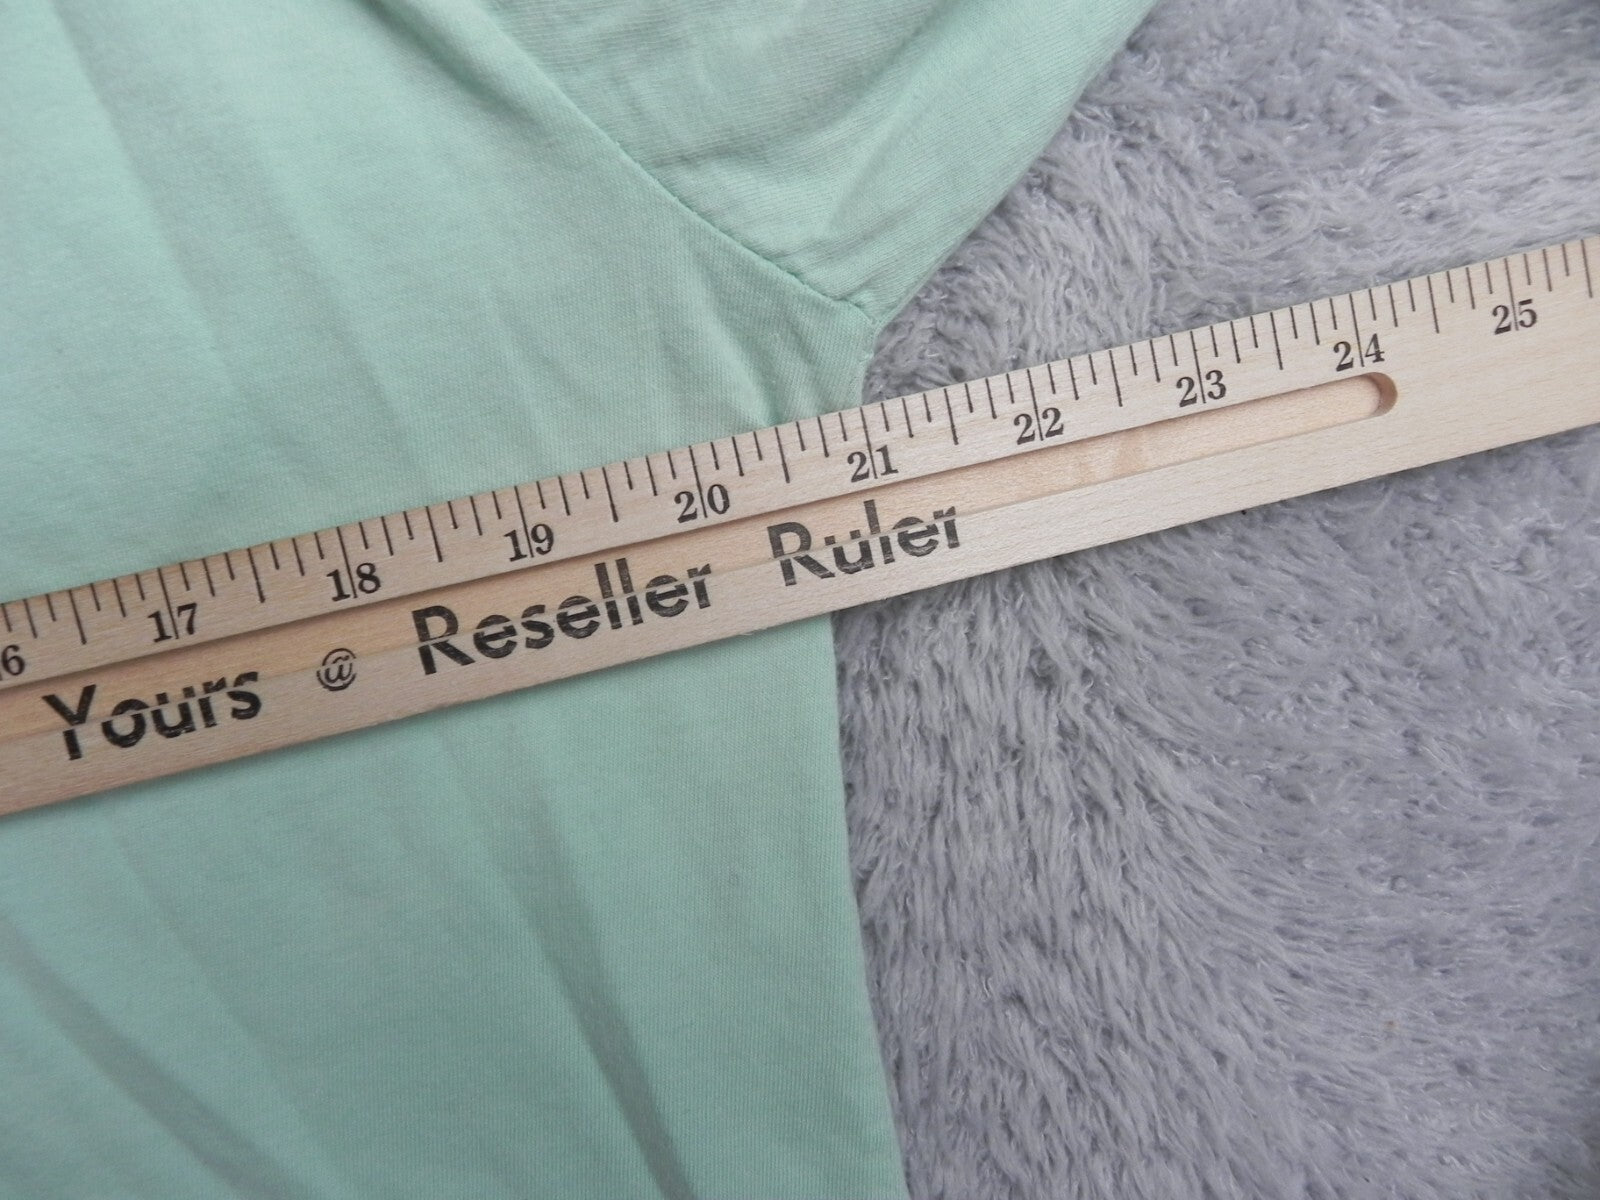 6 17 18 19 20 21 22 23 24 25
Yours @ Reseller Ruler